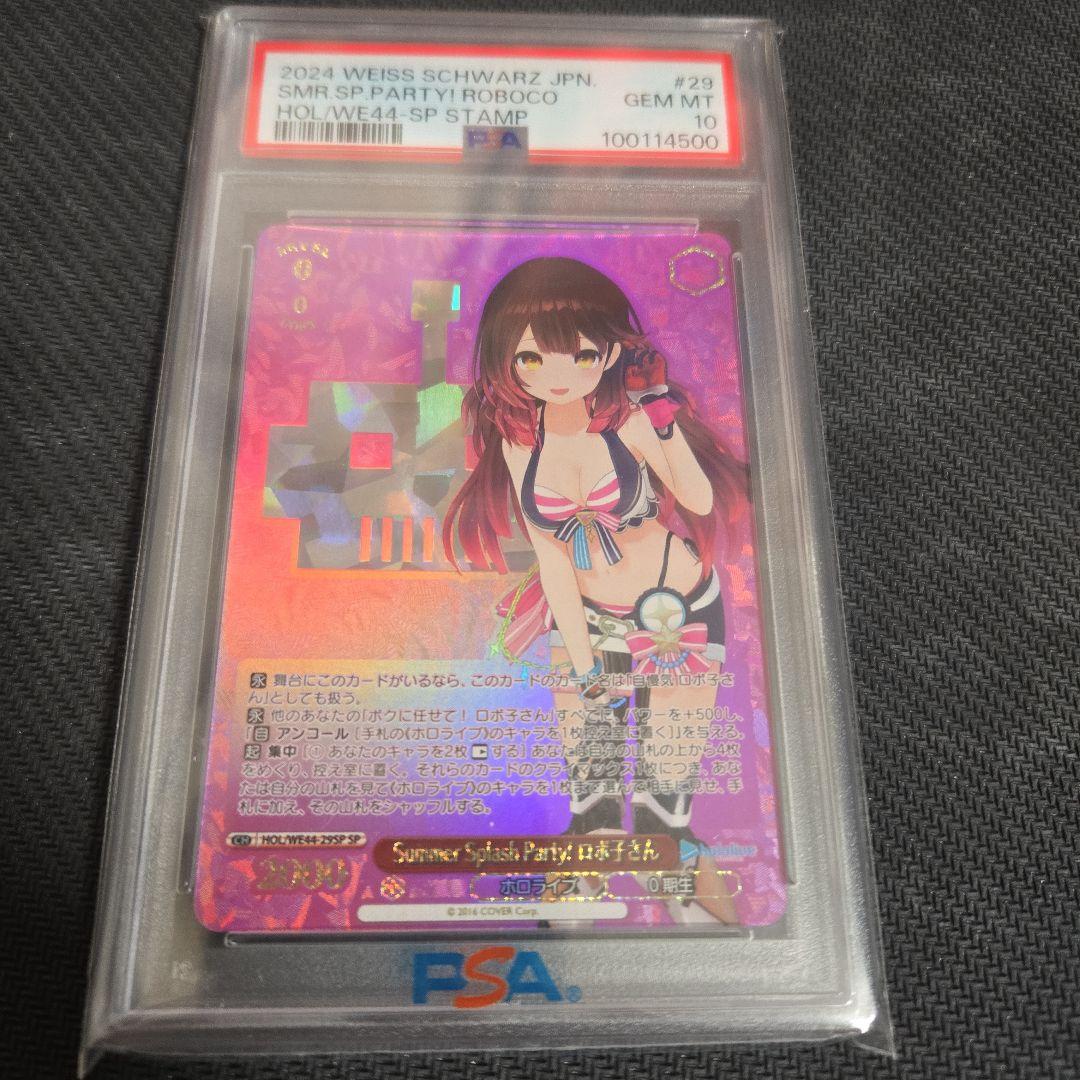 2024 WEISS SCHWARZ JPN. #29
SMR.SP.PARTY! ROBOCO GEM MT
HOL/WE44-SP STAMP 10
PSA 100114500
LEVEL
0
0
COST
永 舞台にこのカードがいるなら、このカードのカード名は「自慢気 ロボ子さ
ん」としても扱う。
永 他のあなたの「ボクに任せて！ ロボ子さん」すべてに、パワーを+500し、
「自 アンコール [手札の《ホロライブ》のキャラを1枚控え室に置く]」を与える。
起 集中 [① あなたのキャラを2枚 する] あなたは自分の山札の上から4枚
をめくり、控え室に置く。それらのカードのクライマックス1枚につき、あな
たは自分の山札を見て《ホロライブ》のキャラを1枚まで選んで相手に見せ、手
札に加え、その山札をシャッフルする。
CH HOL/WE44-29SP SP
2000 Summer Splash Party! ロボ子さん hololive
ホロライブ 0期生
© 2016 COVER Corp.
PSA®